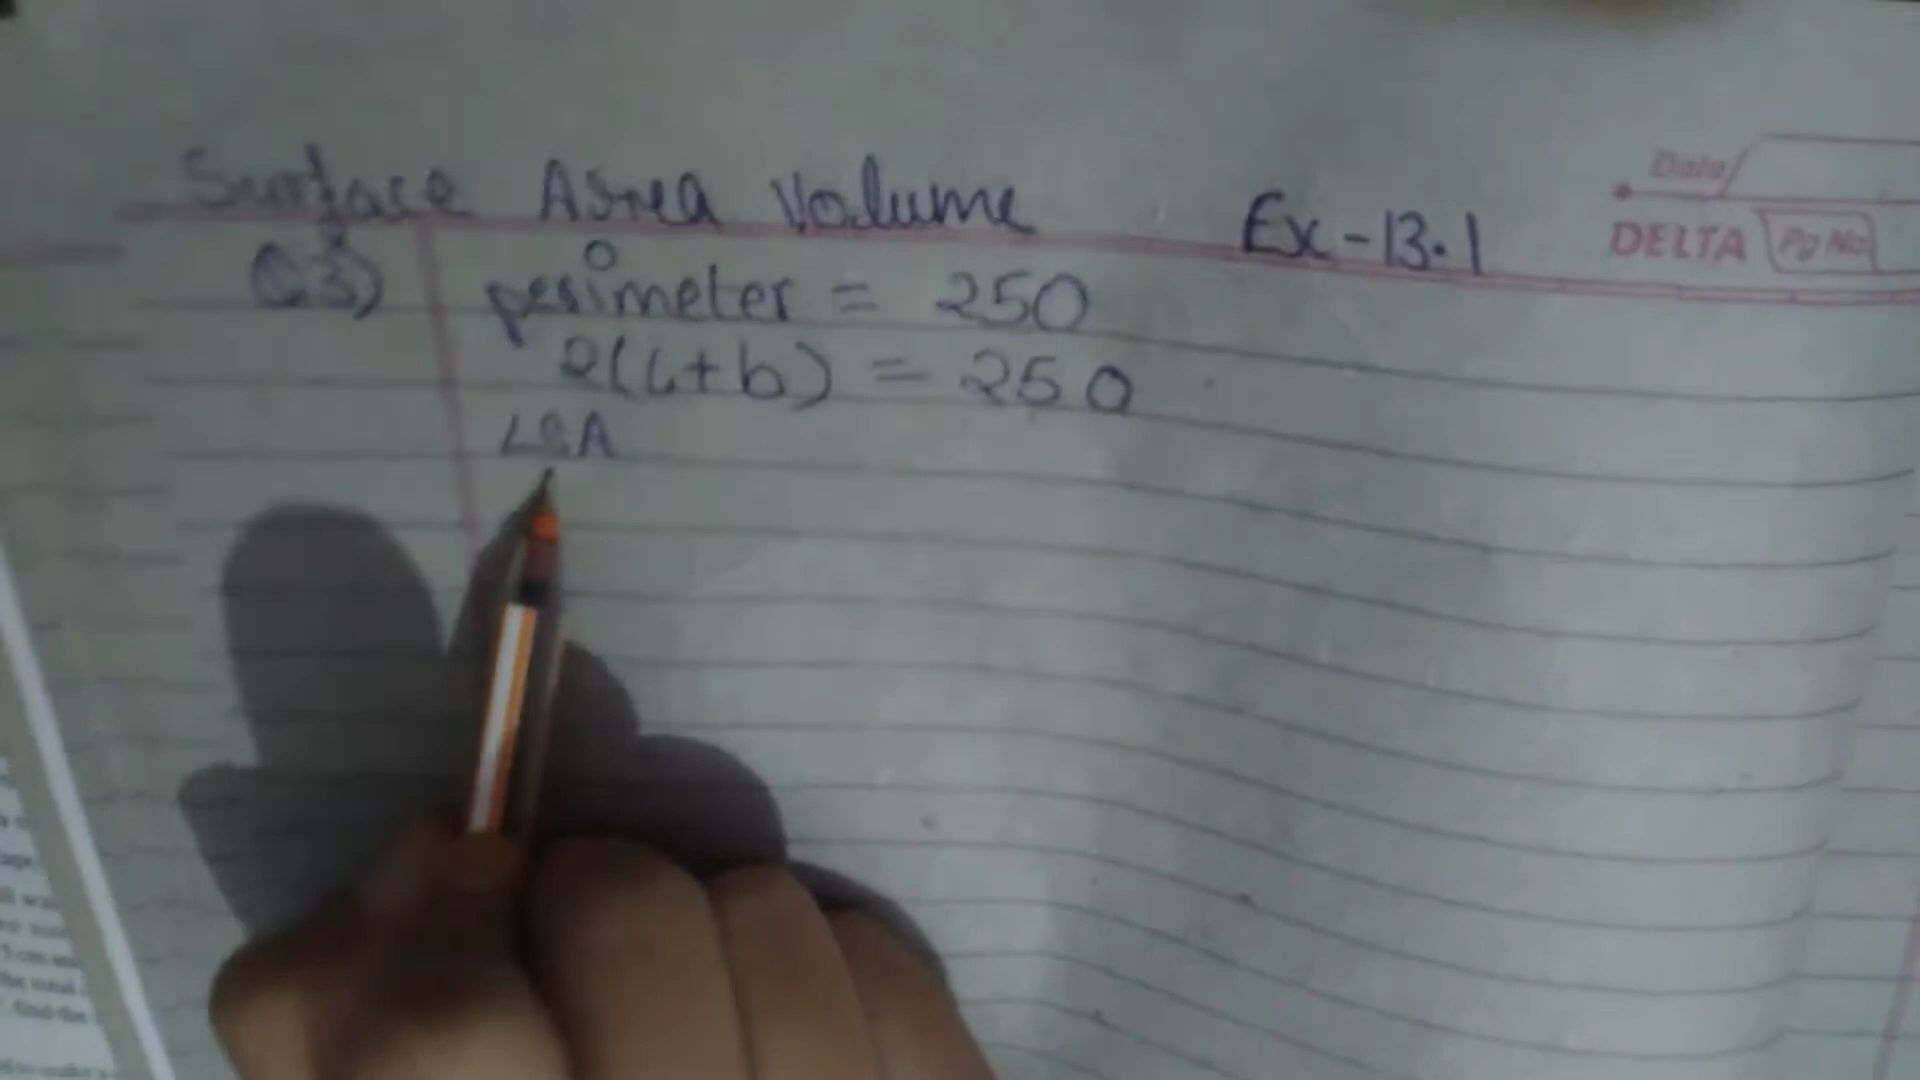 Surface Area Volume Ex-13.1
Date/
DELTA Pg No
Q3) perimeter = 250
2(l+b) = 250
LSA